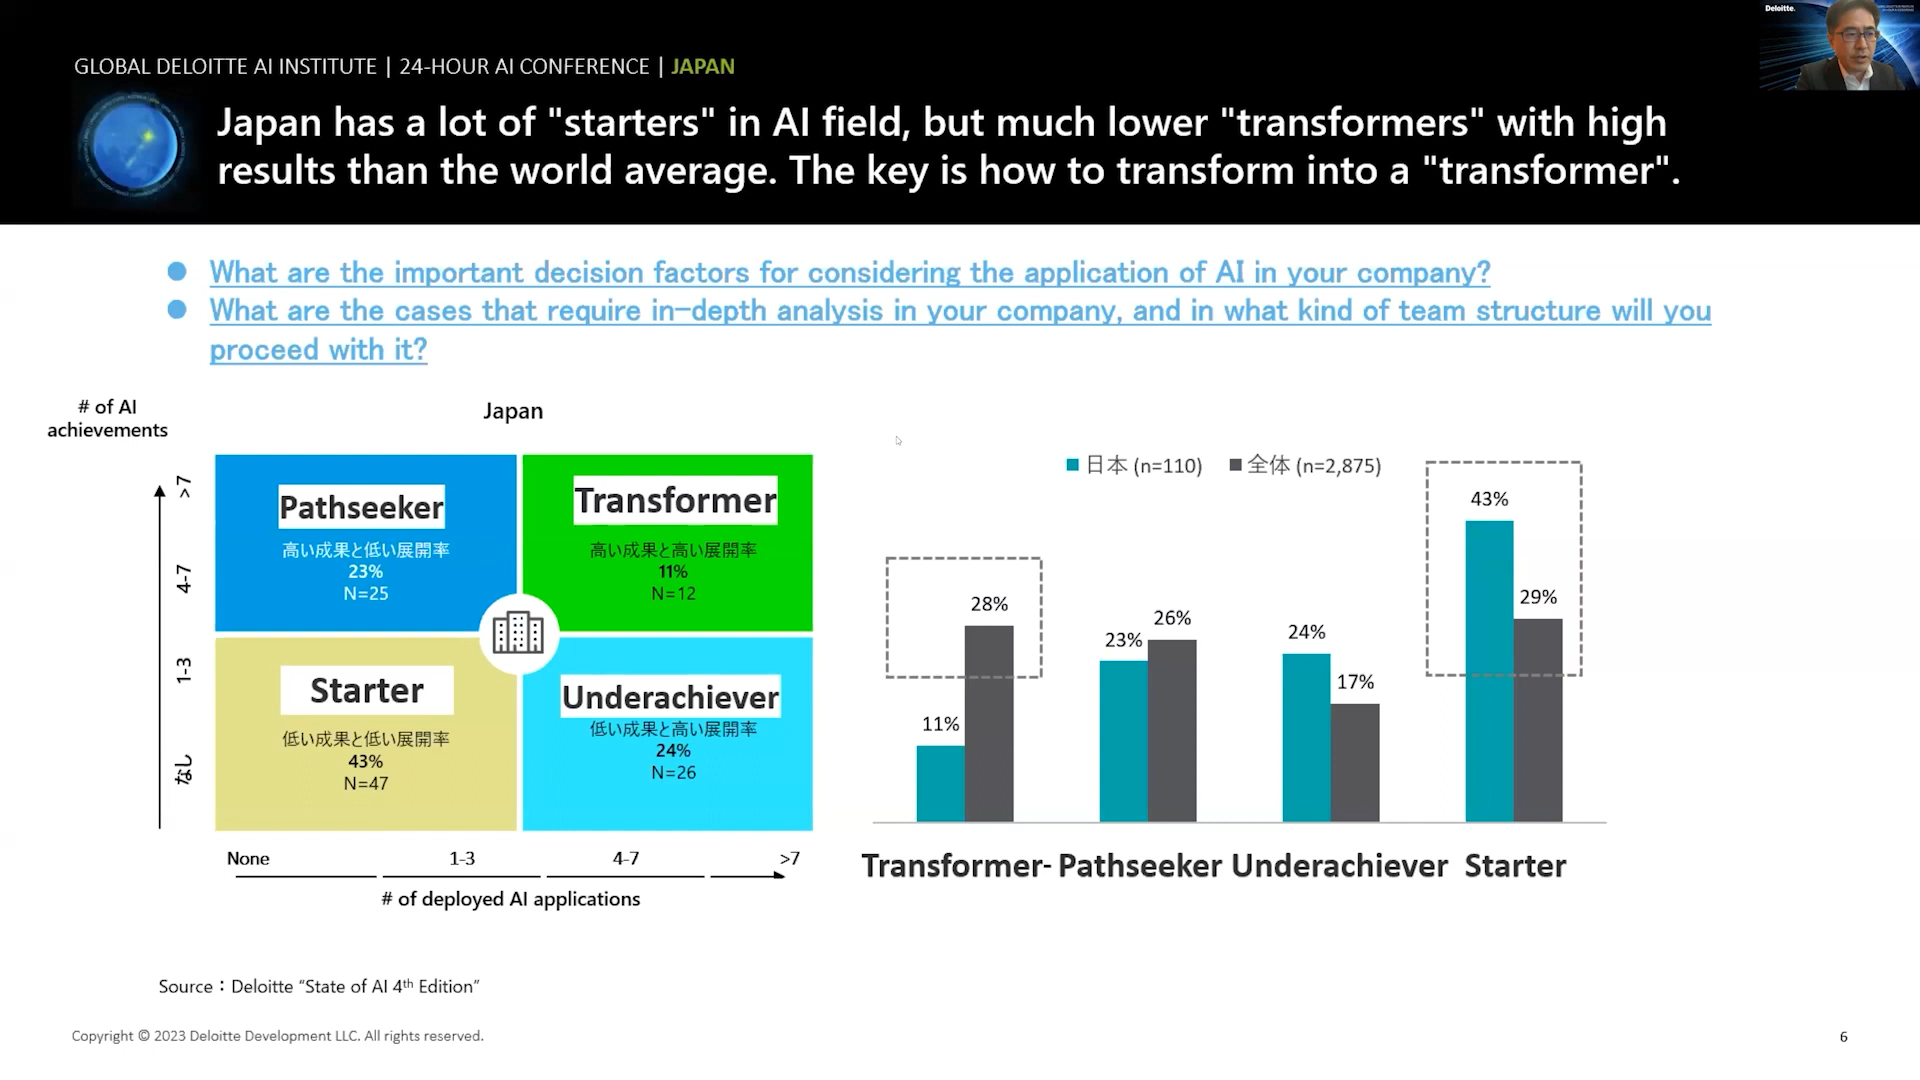 Deloitte.
GLOBAL DELOITTE AI INSTITUTE | 24-HOUR AI CONFERENCE | JAPAN
Japan has a lot of "starters" in AI field, but much lower "transformers" with high
results than the world average. The key is how to transform into a "transformer".
● What are the important decision factors for considering the application of AI in your company?
● What are the cases that require in-depth analysis in your company, and in what kind of team structure will you
proceed with it?
# of AI
achievements
Japan
>7
4-7
1-3
なし
Pathseeker
高い成果と低い展開率
23%
N=25
Transformer
高い成果と高い展開率
11%
N=12
Starter
低い成果と低い展開率
43%
N=47
Underachiever
低い成果と高い展開率
24%
N=26
None 1-3 4-7 >7
# of deployed AI applications
日本 (n=110) 全体 (n=2,875)
11% 28%
23% 26%
24% 17%
43% 29%
Transformer- Pathseeker Underachiever Starter
Source：Deloitte “State of AI 4th Edition”
Copyright © 2023 Deloitte Development LLC. All rights reserved.
6